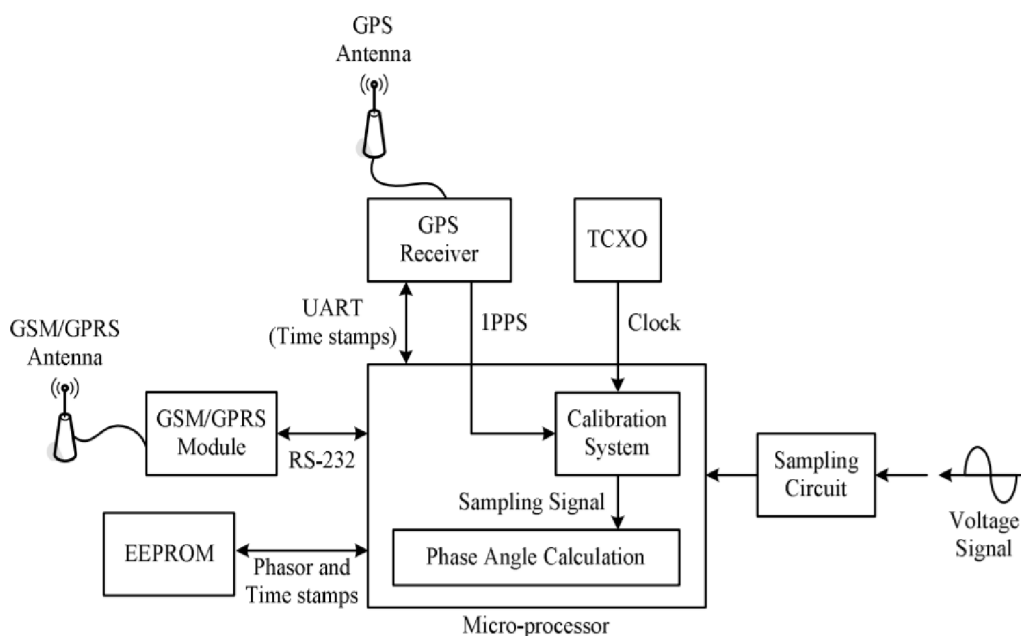 GPS
Antenna
GPS
Receiver
TCXO
UART
(Time stamps)
1PPS
Clock
GSM/GPRS
Antenna
GSM/GPRS
Module
RS-232
Calibration
System
Sampling
Circuit
Voltage
Signal
Sampling Signal
EEPROM
Phasor and
Time stamps
Phase Angle Calculation
Micro-processor